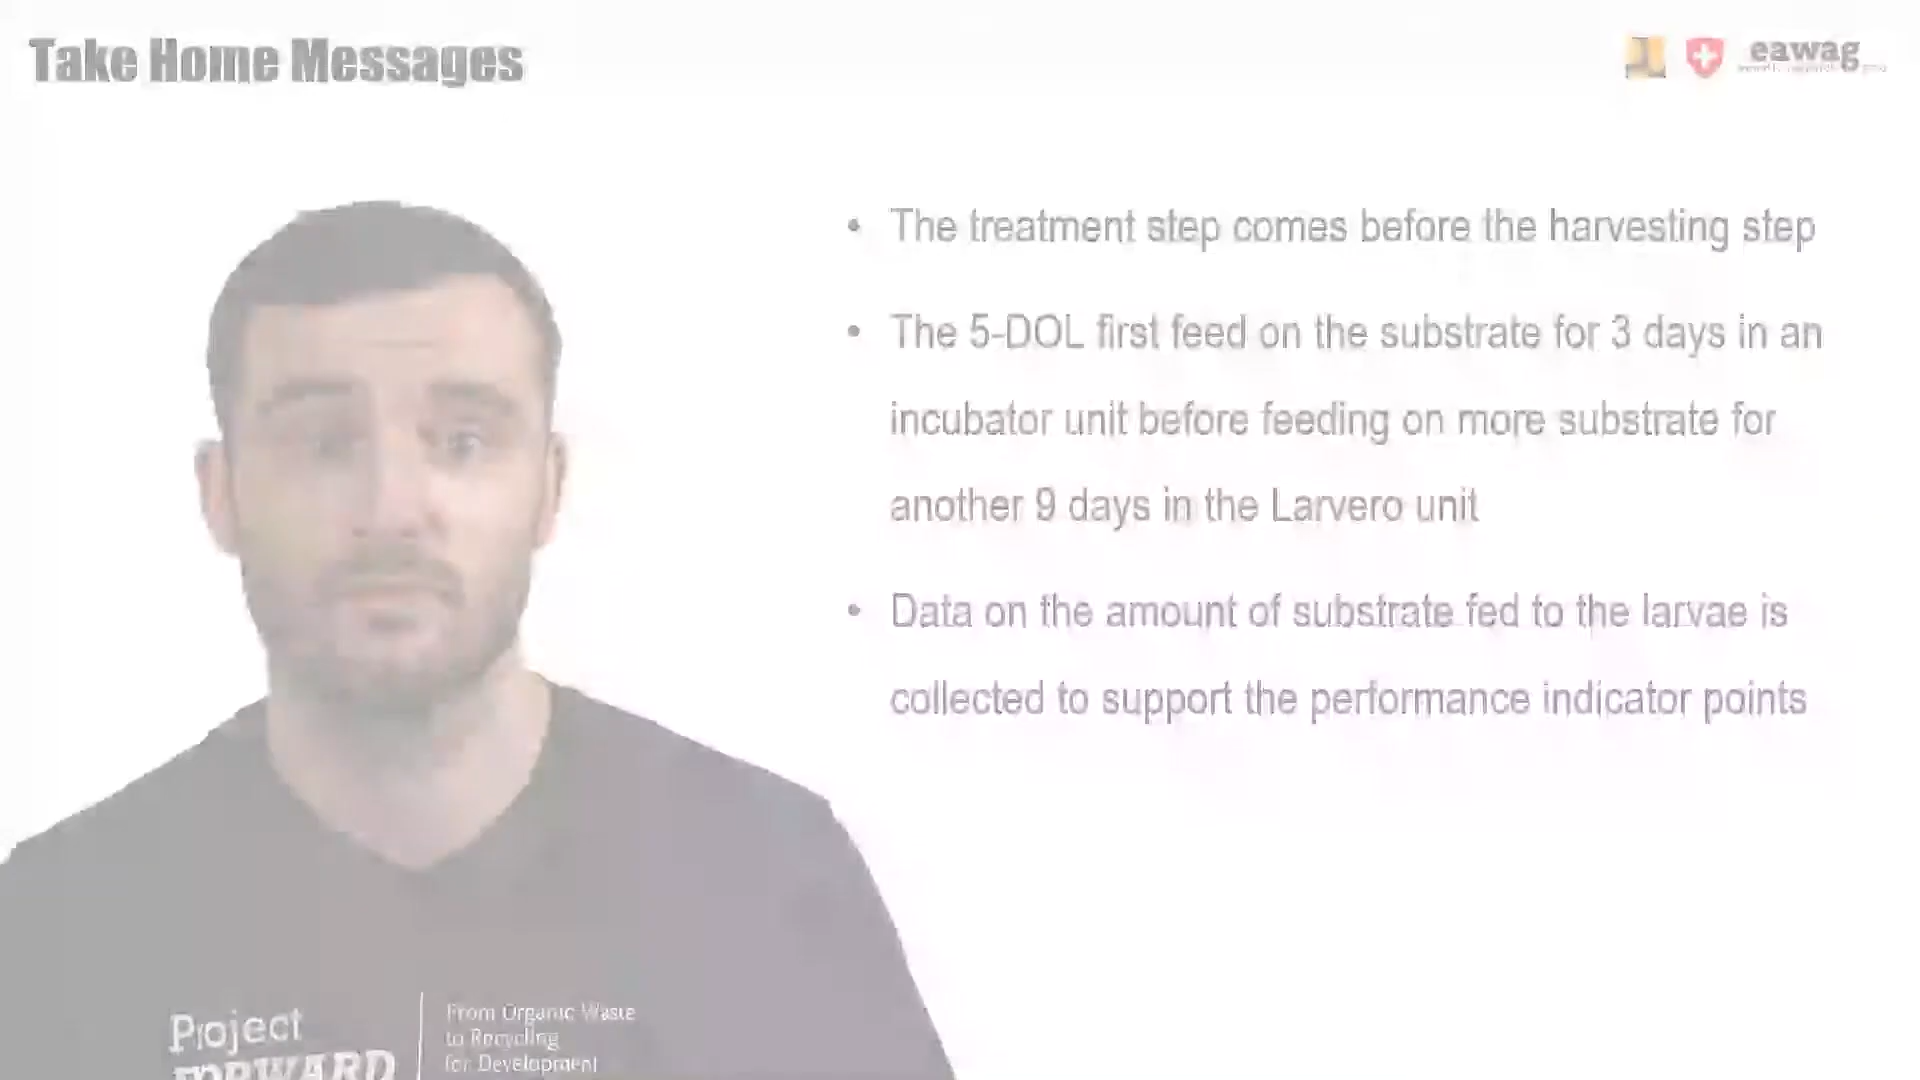 Take Home Messages
eawag
• The treatment step comes before the harvesting step
• The 5-DOL first feed on the substrate for 3 days in an
incubator unit before feeding on more substrate for
another 9 days in the Larvero unit
• Data on the amount of substrate fed to the larvae is
collected to support the performance indicator points
Project
FORWARD
From Organic Waste
to Recycling
for Development